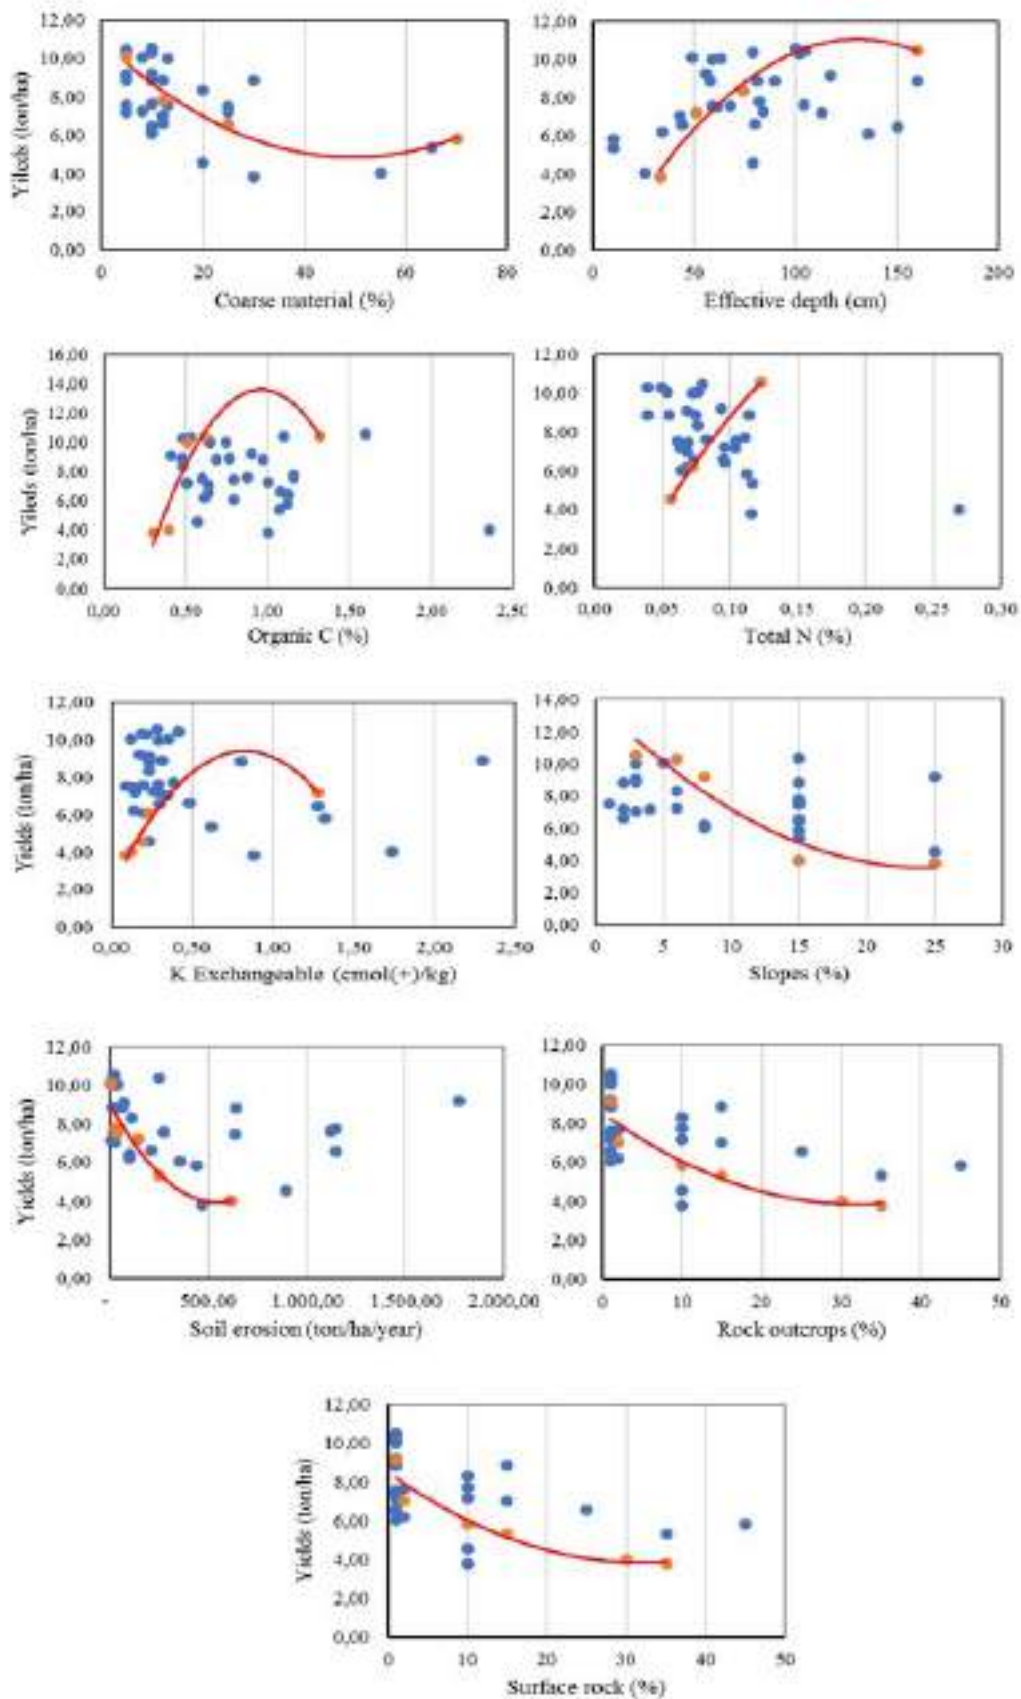 Yileds (ton/ha)
12,00
10,00
8,00
6,00
4,00
2,00
0,00
0 20 40 60 80
Coarse material (%)
12,00
10,00
8,00
6,00
4,00
2,00
0,00
0 50 100 160 200
Effective depth (cm)
Yileds (ton/ha)
16,00
14,00
12,00
10,00
8,00
6,00
4,00
2,00
0,00
0,00 0,50 1,00 1,50 2,00 2,50
Organic C (%)
12,00
10,00
8,00
6,00
4,00
2,00
0,00
0,00 0,05 0,10 0,15 0,20 0,25 0,30
Total N (%)
Yields (ton/ha)
12,00
10,00
8,00
6,00
4,00
2,00
0,00
0,00 0,50 1,00 1,50 2,00 2,50
K Exchangeable (cmol(+)/kg)
14,00
12,00
10,00
8,00
6,00
4,00
2,00
0,00
0 5 10 15 20 25 30
Slopes (%)
Yields (ton/ha)
12,00
10,00
8,00
6,00
4,00
2,00
0,00
- 500,00 1.000,00 1.500,00 2.000,00
Soil erosion (ton/ha/year)
12,00
10,00
8,00
6,00
4,00
2,00
0,00
0 10 20 30 40 50
Rock outcrops (%)
Yields (ton/ha)
12,00
10,00
8,00
6,00
4,00
2,00
0,00
0 10 20 30 40 50
Surface rock (%)